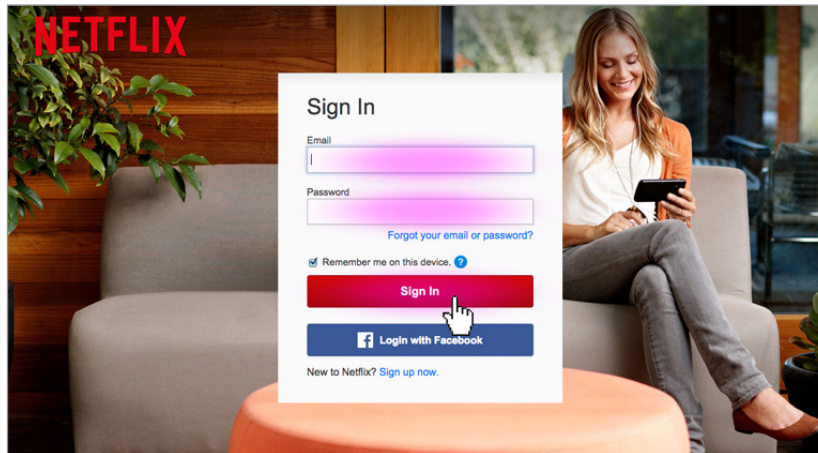 NETFLIX
Sign In
Email
Password
Forgot your email or password?
Remember me on this device. ?
Sign In
f Login with Facebook
New to Netflix? Sign up now.